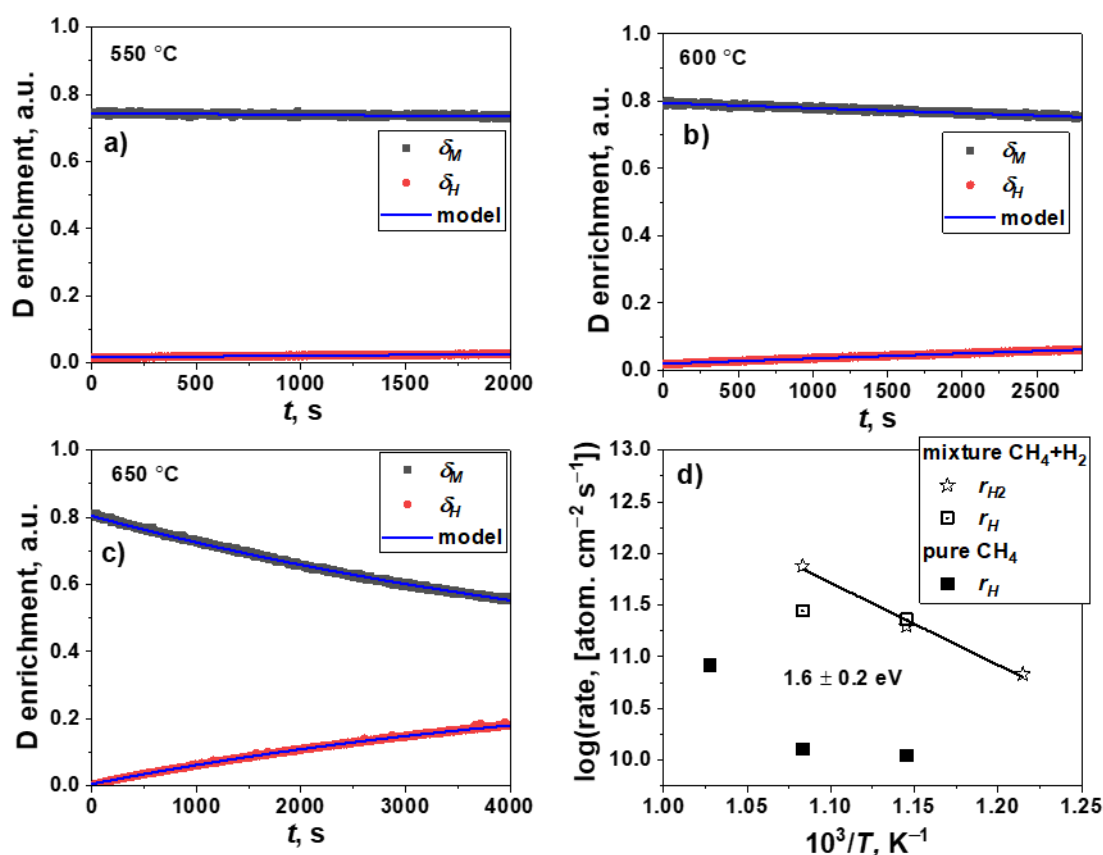 550 °C
a)
δM
δH
model
D enrichment, a.u.
1.0
0.8
0.6
0.4
0.2
0.0
0 500 1000 1500 2000
t, s
600 °C
b)
δM
δH
model
D enrichment, a.u.
1.0
0.8
0.6
0.4
0.2
0.0
0 500 1000 1500 2000 2500
t, s
650 °C
c)
δM
δH
model
D enrichment, a.u.
1.0
0.8
0.6
0.4
0.2
0.0
0 1000 2000 3000 4000
t, s
d)
mixture CH₄+H₂
rH2
rH
pure CH₄
rH
1.6 ± 0.2 eV
log(rate, [atom. cm⁻² s⁻¹])
13.0
12.5
12.0
11.5
11.0
10.5
10.0
1.00 1.05 1.10 1.15 1.20 1.25
10³/T, K⁻¹